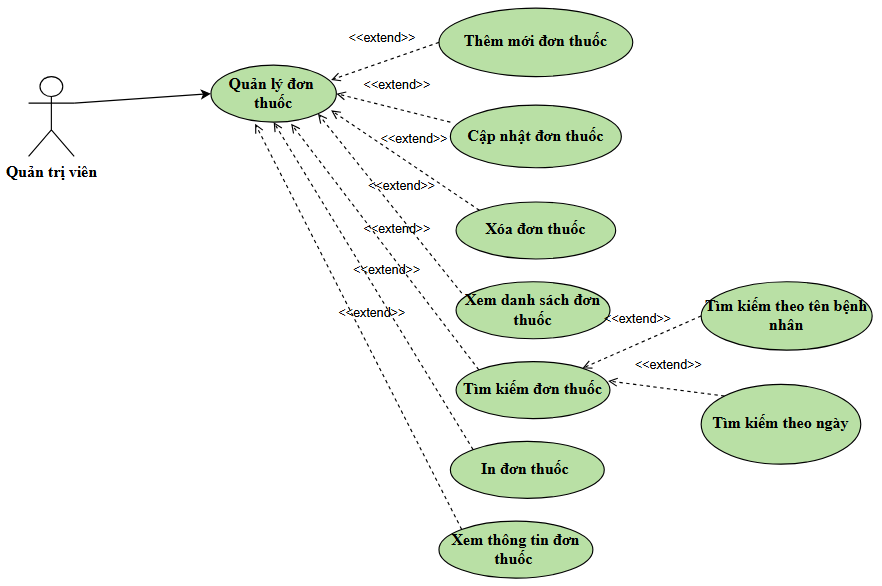 <<extend>>
Thêm mới đơn thuốc
Quản lý đơn
thuốc
<<extend>>
Cập nhật đơn thuốc
<<extend>>
Quản trị viên
<<extend>>
Xóa đơn thuốc
<<extend>>
<<extend>>
Xem danh sách đơn
thuốc
<<extend>>
<<extend>>
Tìm kiếm theo tên bệnh
nhân
<<extend>>
Tìm kiếm đơn thuốc
Tìm kiếm theo ngày
In đơn thuốc
Xem thông tin đơn
thuốc